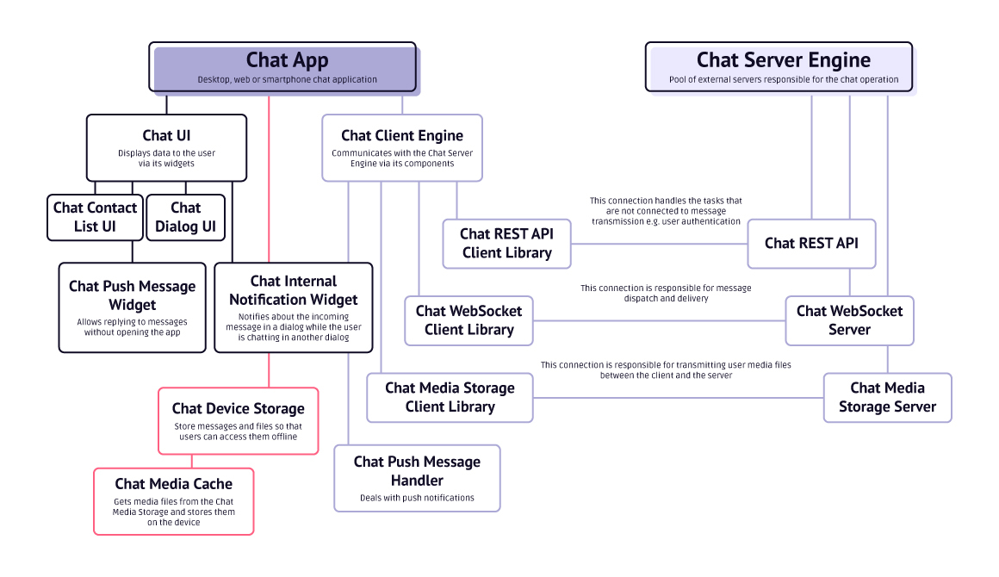 Chat App
Desktop, web or smartphone chat application
Chat Server Engine
Pool of external servers responsible for the chat operation
Chat UI
Displays data to the user
via its widgets
Chat Client Engine
Communicates with the Chat Server
Engine via its components
Chat Contact
List UI
Chat
Dialog UI
This connection handles the tasks that
are not connected to message
transmission e.g. user authentication
Chat REST API
Client Library
Chat REST API
Chat Push Message
Widget
Allows replying to messages
without opening the app
Chat Internal
Notification Widget
Notifies about the incoming
message in a dialog while the user
is chatting in another dialog
This connection is responsible for message
dispatch and delivery
Chat WebSocket
Client Library
Chat WebSocket
Server
This connection is responsible for transmitting user media files
between the client and the server
Chat Media Storage
Client Library
Chat Media
Storage Server
Chat Device Storage
Store messages and files so that
users can access them offline
Chat Push Message
Handler
Deals with push notifications
Chat Media Cache
Gets media files from the Chat
Media Storage and stores them
on the device